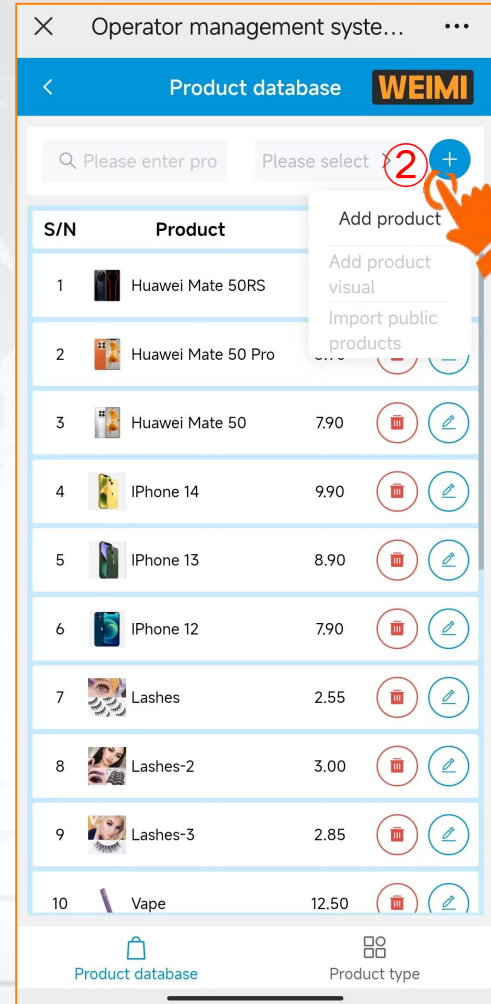 Operator management syste...
Product database
WEIMI
Please enter pro
Please select
②
+
S/N Product
Add product
Add product
visual
Import public
products
1 Huawei Mate 50RS
2 Huawei Mate 50 Pro
3 Huawei Mate 50 7.90
4 IPhone 14 9.90
5 IPhone 13 8.90
6 IPhone 12 7.90
7 Lashes 2.55
8 Lashes-2 3.00
9 Lashes-3 2.85
10 Vape 12.50
Product database
Product type